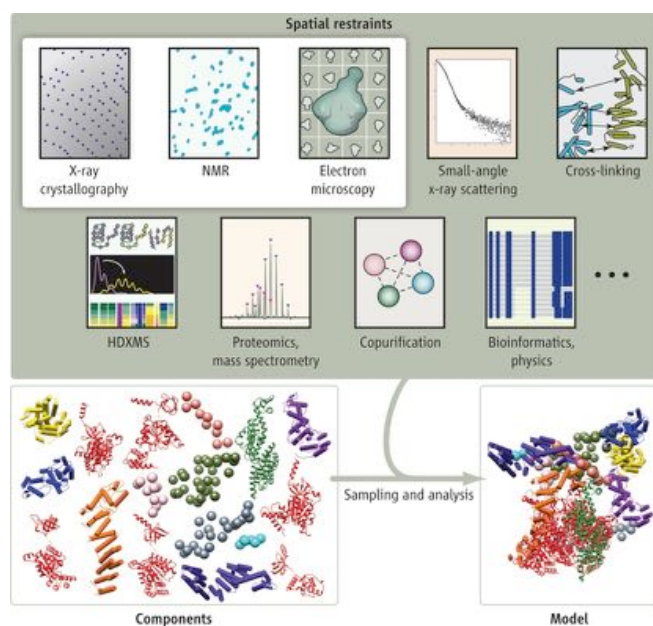 Spatial restraints
X-ray
crystallography
NMR
Electron
microscopy
Small-angle
x-ray scattering
Cross-linking
HDXMS
Proteomics,
mass spectrometry
Copurification
Bioinformatics,
physics
Sampling and analysis
Components
Model